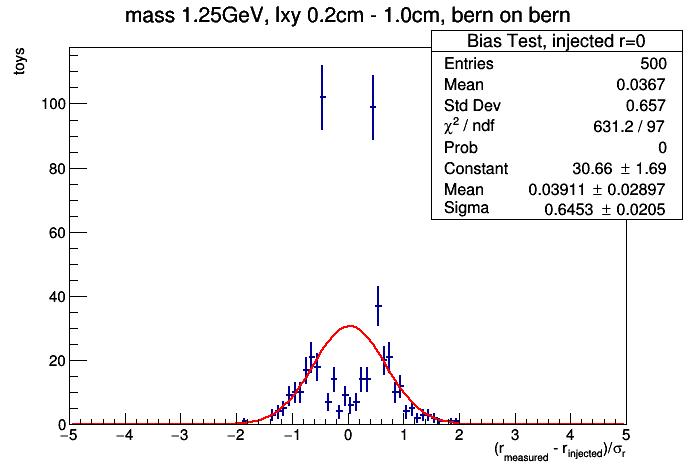 mass 1.25GeV, lxy 0.2cm - 1.0cm, bern on bern
Bias Test, injected r=0
Entries 500
Mean 0.0367
Std Dev 0.657
χ² / ndf 631.2 / 97
Prob 0
Constant 30.66 ± 1.69
Mean 0.03911 ± 0.02897
Sigma 0.6453 ± 0.0205
toys
100
80
60
40
20
0
−5 −4 −3 −2 −1 0 1 2 3 4 5
(r_measured - r_injected)/σ_r